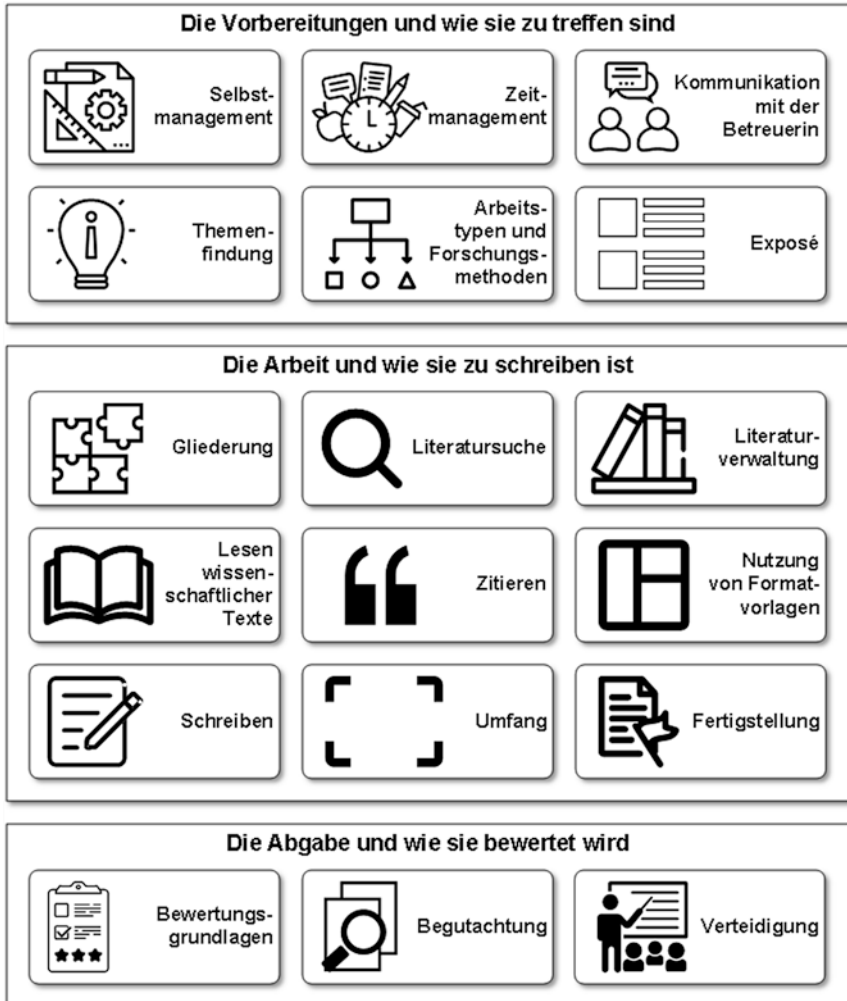 Die Vorbereitungen und wie sie zu treffen sind
Selbst-
management
Zeit-
management
Kommunikation
mit der
Betreuerin
Themen-
findung
Arbeits-
typen und
Forschungs-
methoden
Exposé
Die Arbeit und wie sie zu schreiben ist
Gliederung
Literatursuche
Literatur-
verwaltung
Lesen
wissen-
schaftlicher
Texte
Zitieren
Nutzung
von Format-
vorlagen
Schreiben
Umfang
Fertigstellung
Die Abgabe und wie sie bewertet wird
Bewertungs-
grundlagen
Begutachtung
Verteidigung